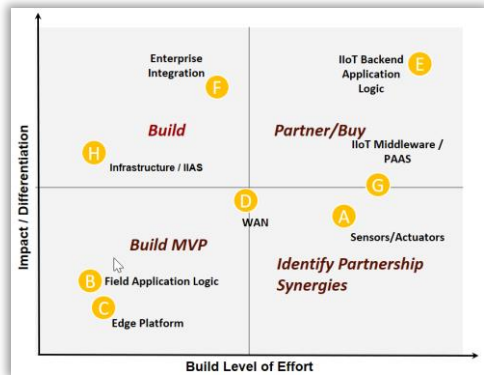 Enterprise
Integration
F
IIoT Backend
Application
Logic
E
Build
Partner/Buy
H
Infrastructure / IIAS
IIoT Middleware /
PAAS
G
D
WAN
A
Sensors/Actuators
Build MVP
Identify Partnership
Synergies
B
Field Application Logic
C
Edge Platform
Impact / Differentiation
Build Level of Effort